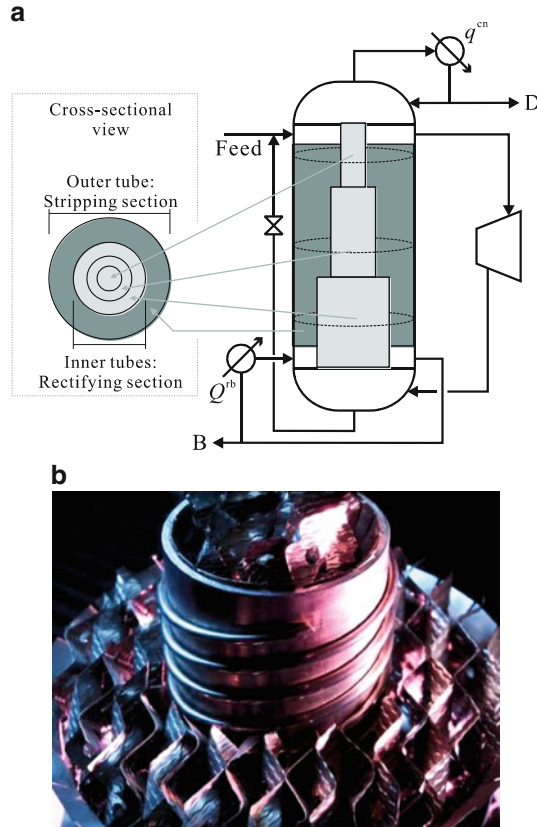 a
q^cn
Cross-sectional
view
D
Feed
Outer tube:
Stripping section
Inner tubes:
Rectifying section
Q^rb
B
b